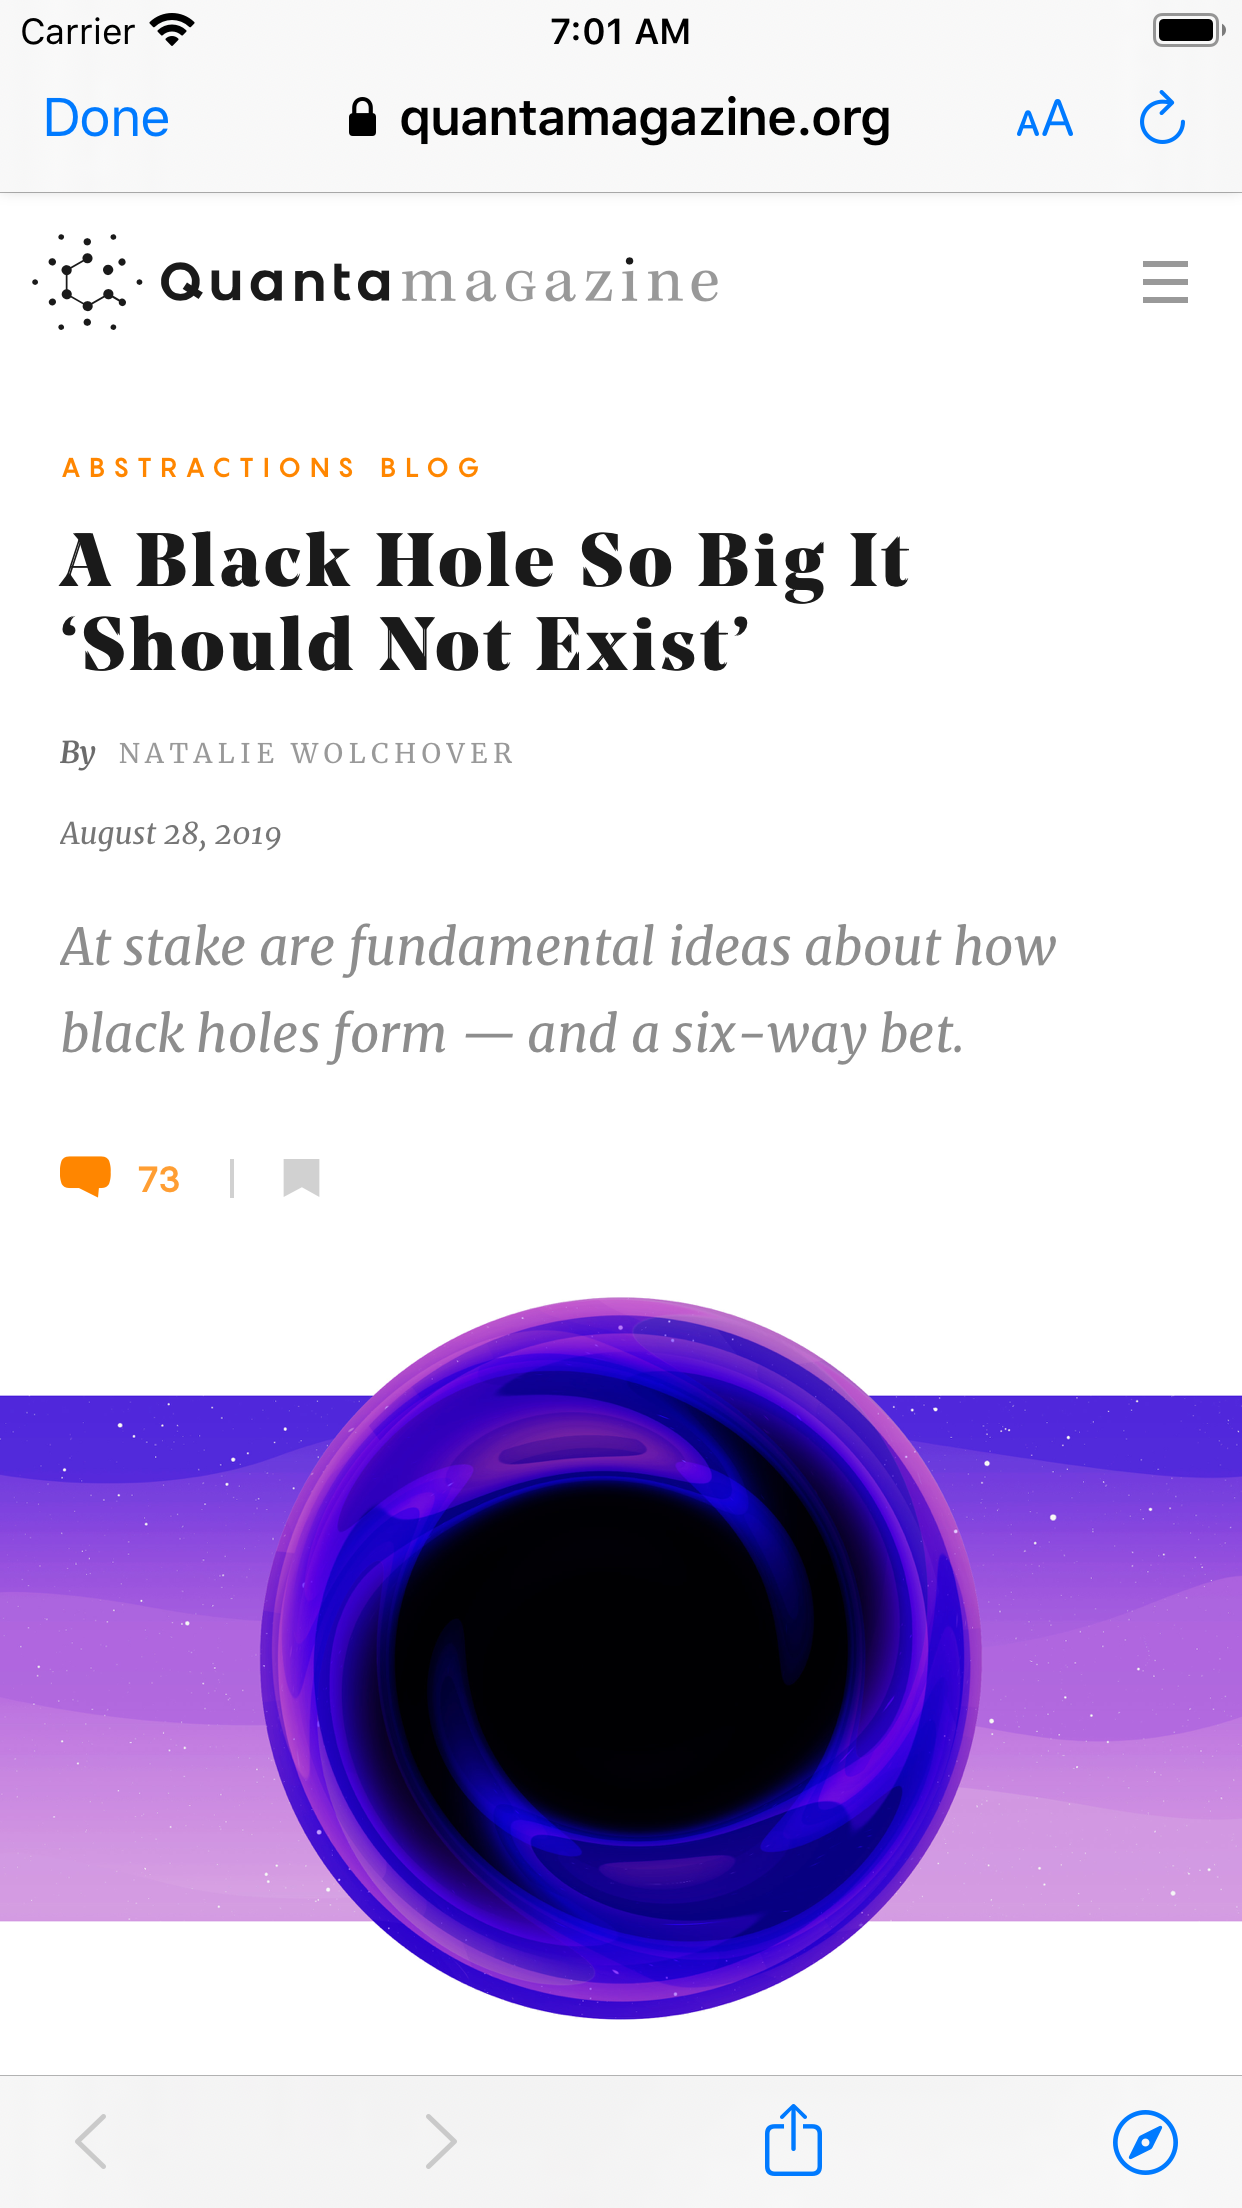 Carrier 7:01 AM
Done quantamagazine.org AA
Quanta magazine
ABSTRACTIONS BLOG
A Black Hole So Big It
‘Should Not Exist’
By NATALIE WOLCHOVER
August 28, 2019
At stake are fundamental ideas about how
black holes form — and a six-way bet.
73